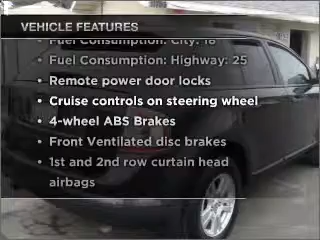 VEHICLE FEATURES
• Fuel Consumption: City: 18
• Fuel Consumption: Highway: 25
• Remote power door locks
• Cruise controls on steering wheel
• 4-wheel ABS Brakes
• Front Ventilated disc brakes
• 1st and 2nd row curtain head
airbags